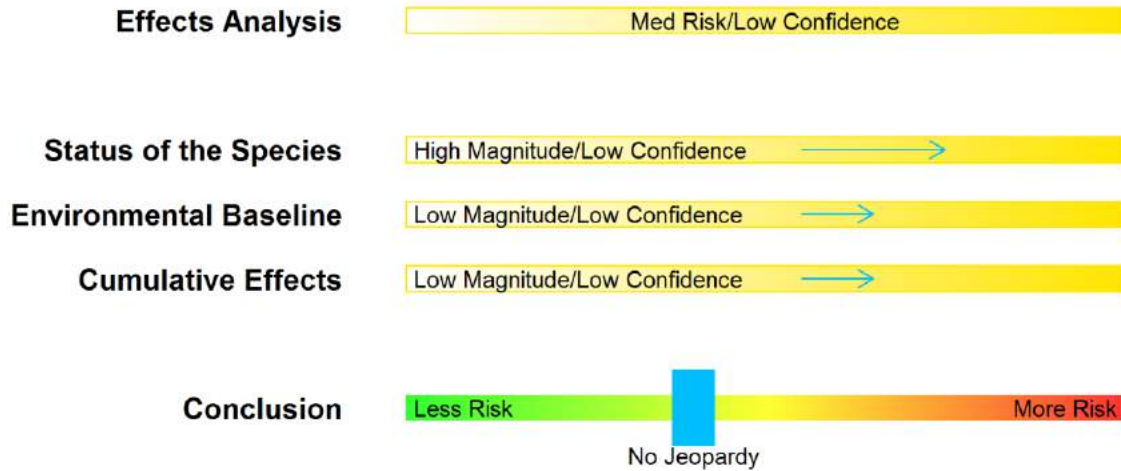 Effects Analysis Med Risk/Low Confidence
Status of the Species High Magnitude/Low Confidence
Environmental Baseline Low Magnitude/Low Confidence
Cumulative Effects Low Magnitude/Low Confidence
Conclusion Less Risk More Risk
No Jeopardy